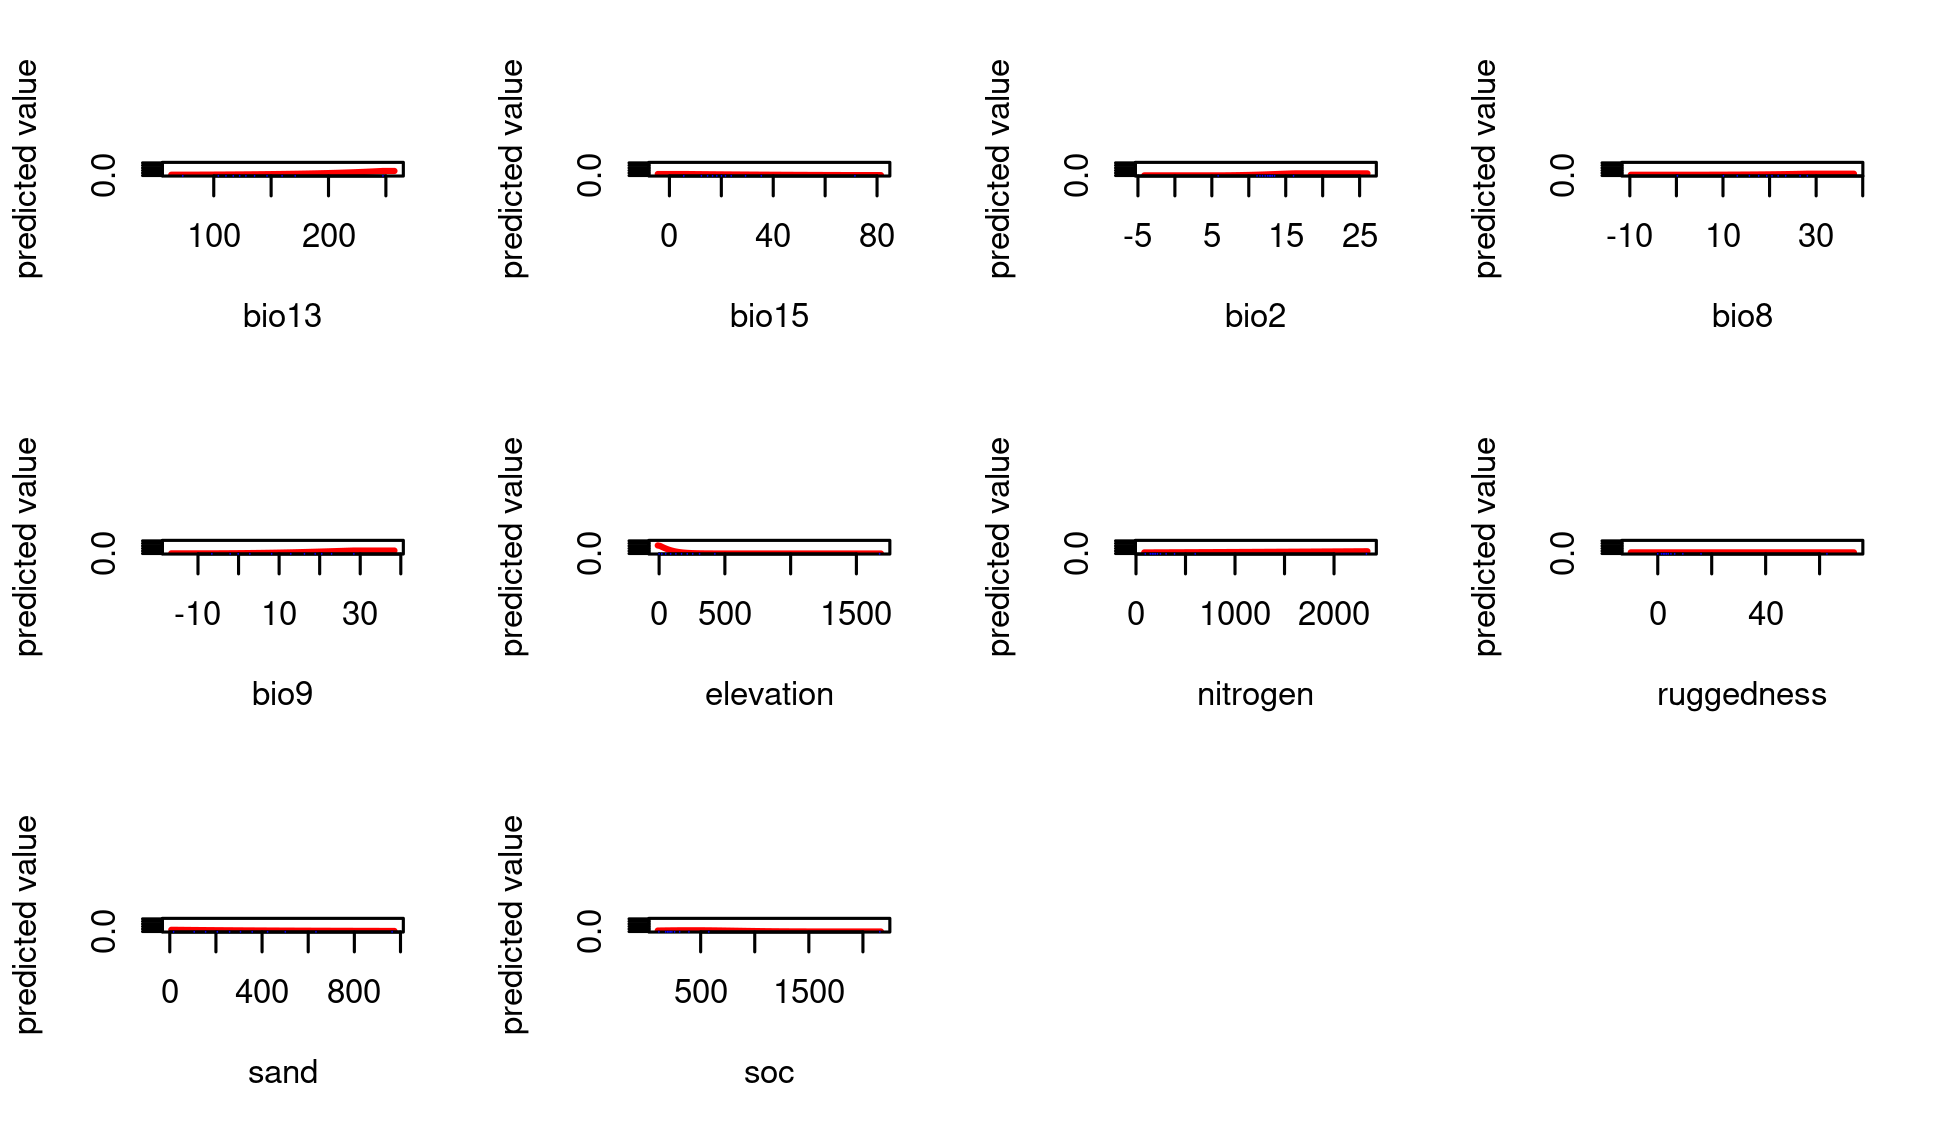 predicted value
0.0
100 200
bio13
predicted value
0.0
0 40 80
bio15
predicted value
0.0
-5 5 15 25
bio2
predicted value
0.0
-10 10 30
bio8
predicted value
0.0
-10 10 30
bio9
predicted value
0.0
0 500 1500
elevation
predicted value
0.0
0 1000 2000
nitrogen
predicted value
0.0
0 40
ruggedness
predicted value
0.0
0 400 800
sand
predicted value
0.0
500 1500
soc